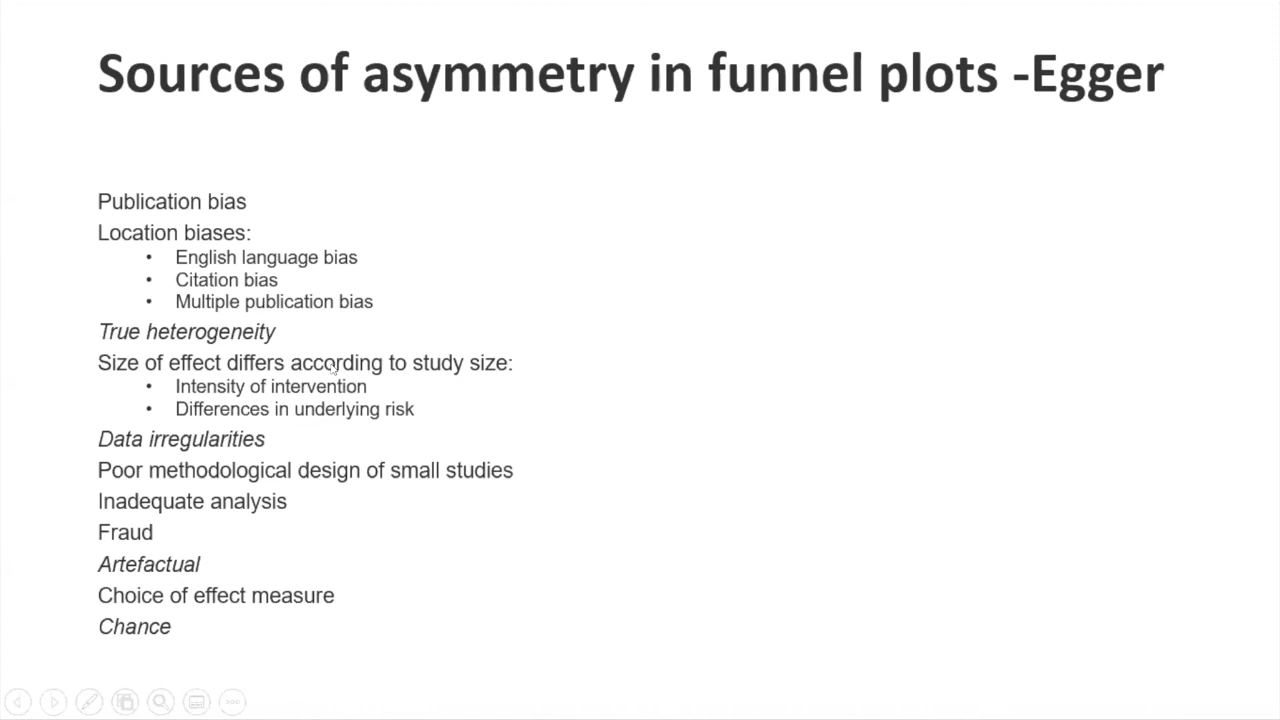 Sources of asymmetry in funnel plots -Egger
Publication bias
Location biases:
• English language bias
• Citation bias
• Multiple publication bias
True heterogeneity
Size of effect differs according to study size:
• Intensity of intervention
• Differences in underlying risk
Data irregularities
Poor methodological design of small studies
Inadequate analysis
Fraud
Artefactual
Choice of effect measure
Chance